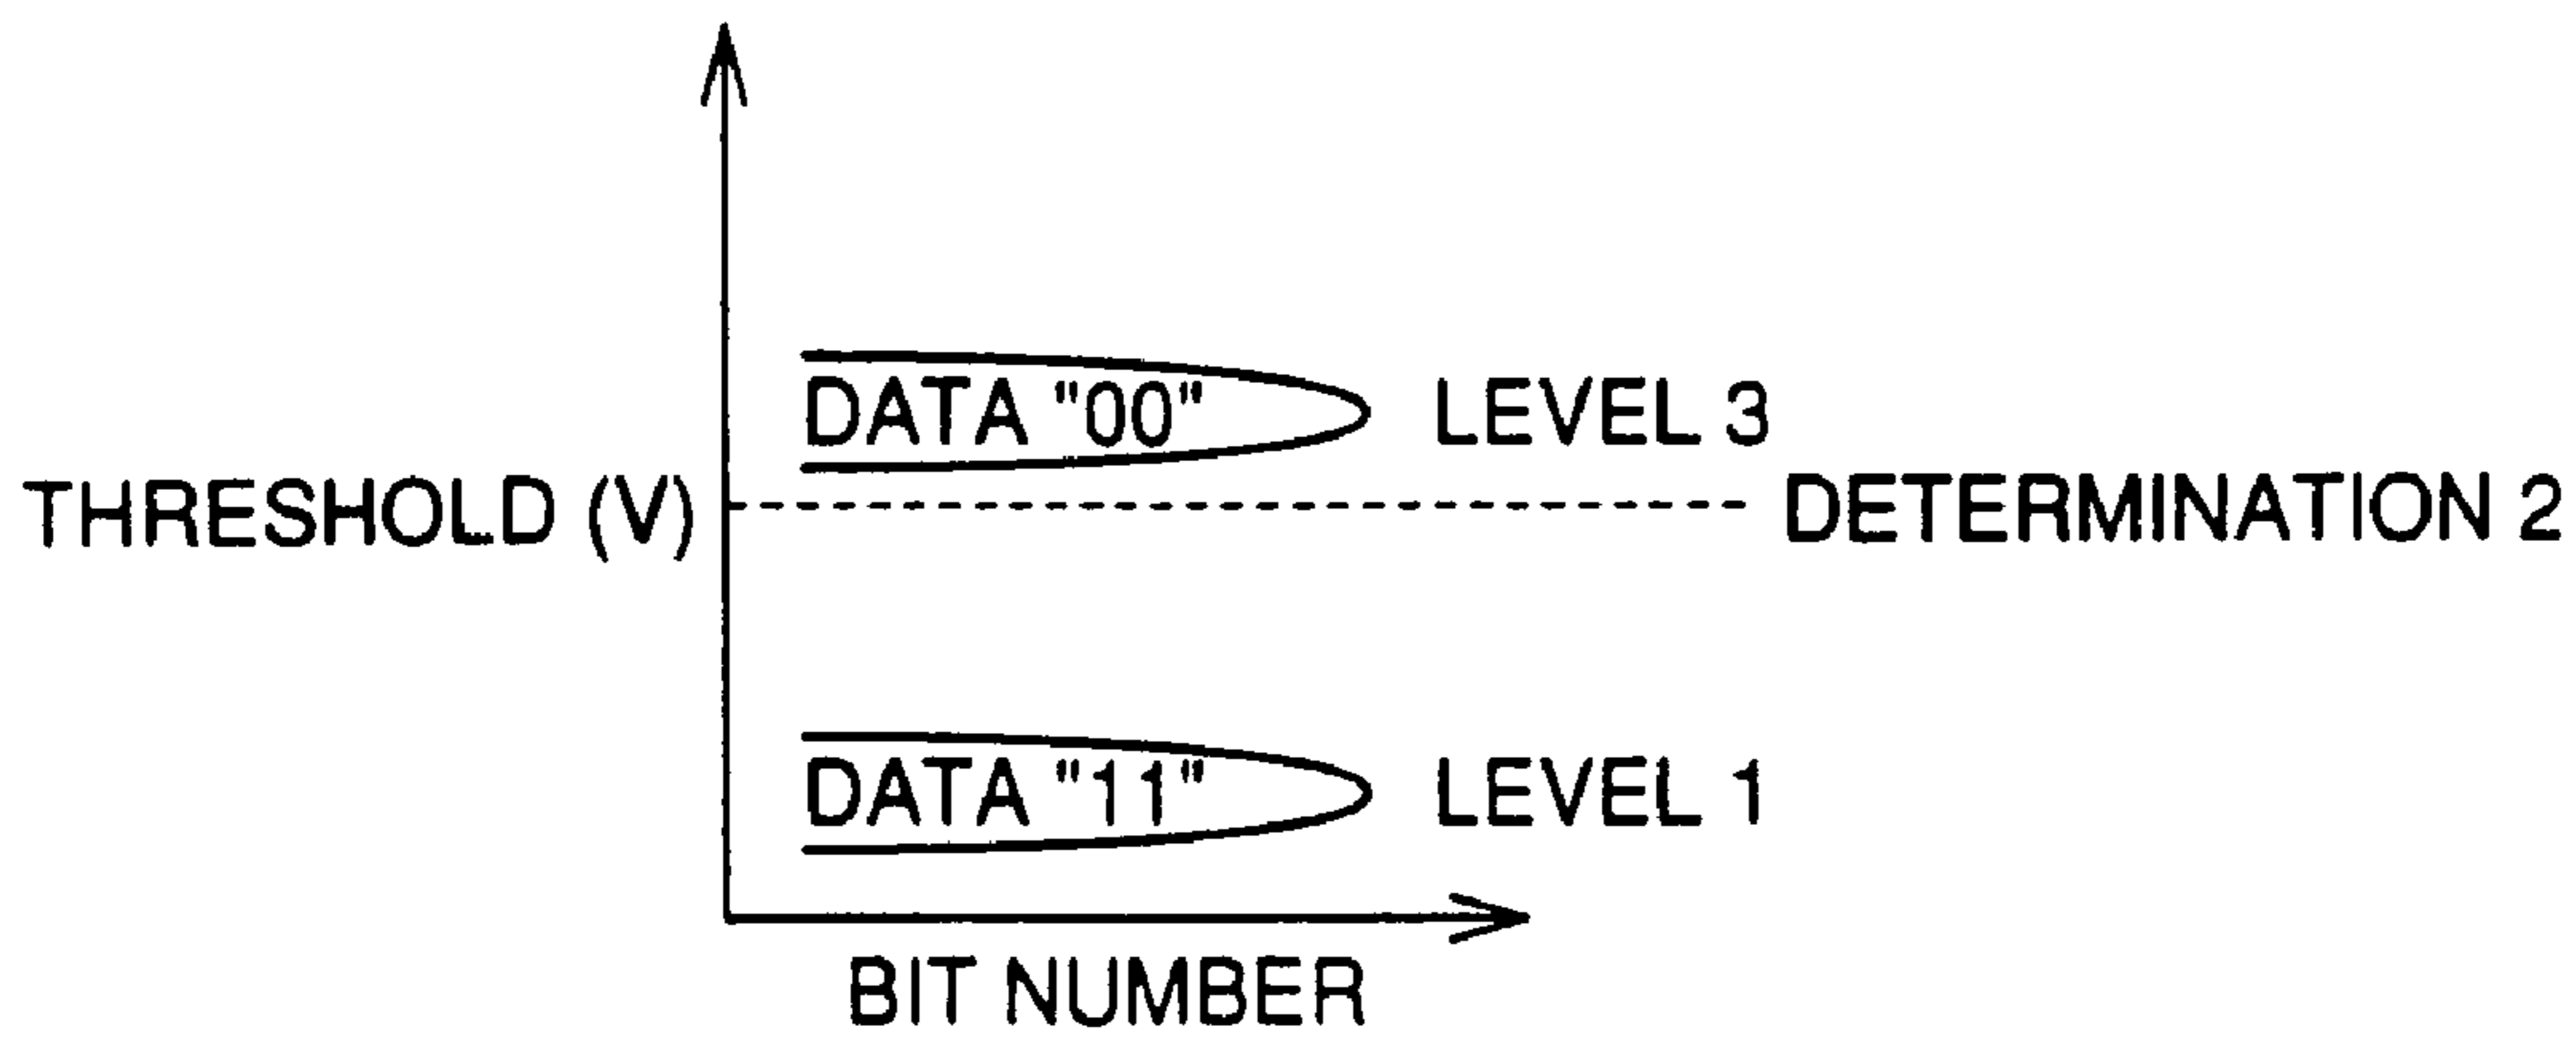 DATA "00" LEVEL 3
THRESHOLD (V) DETERMINATION 2
DATA "11" LEVEL 1
BIT NUMBER